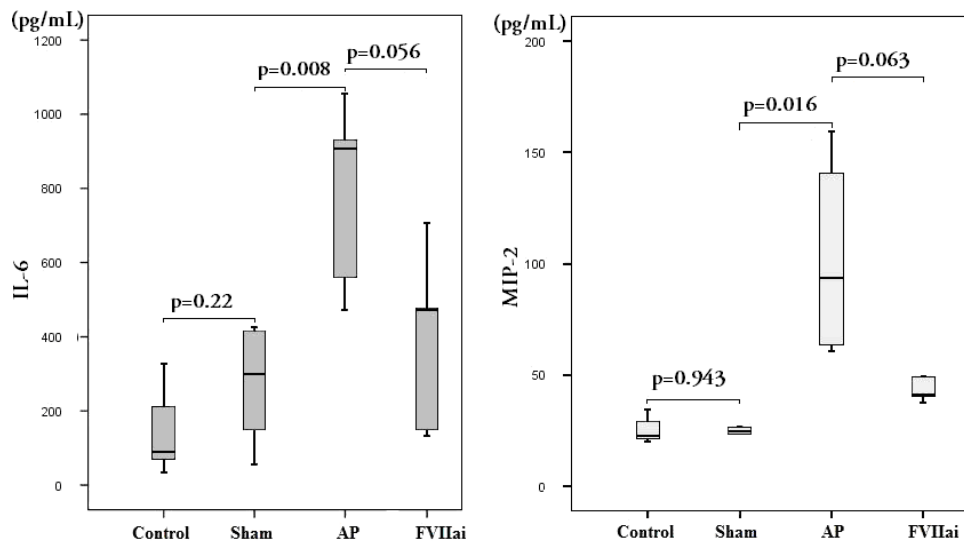 (pg/mL)
1200
1000
800
600
400
200
0
IL-6
p=0.008
p=0.056
p=0.22
Control Sham AP FVIIai
(pg/mL)
200
150
100
50
0
MIP-2
p=0.063
p=0.016
p=0.943
Control Sham AP FVIIai